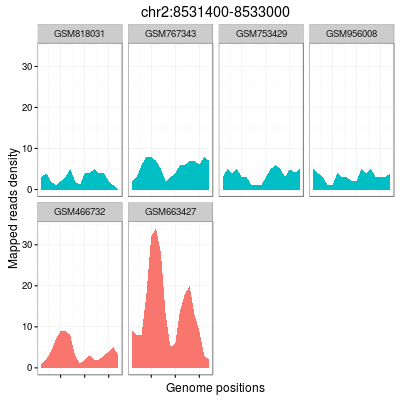 chr2:8531400-8533000
GSM818031 GSM767343 GSM753429 GSM956008
30
20
10
0
Mapped reads density
GSM466732 GSM663427
30
20
10
0
Genome positions